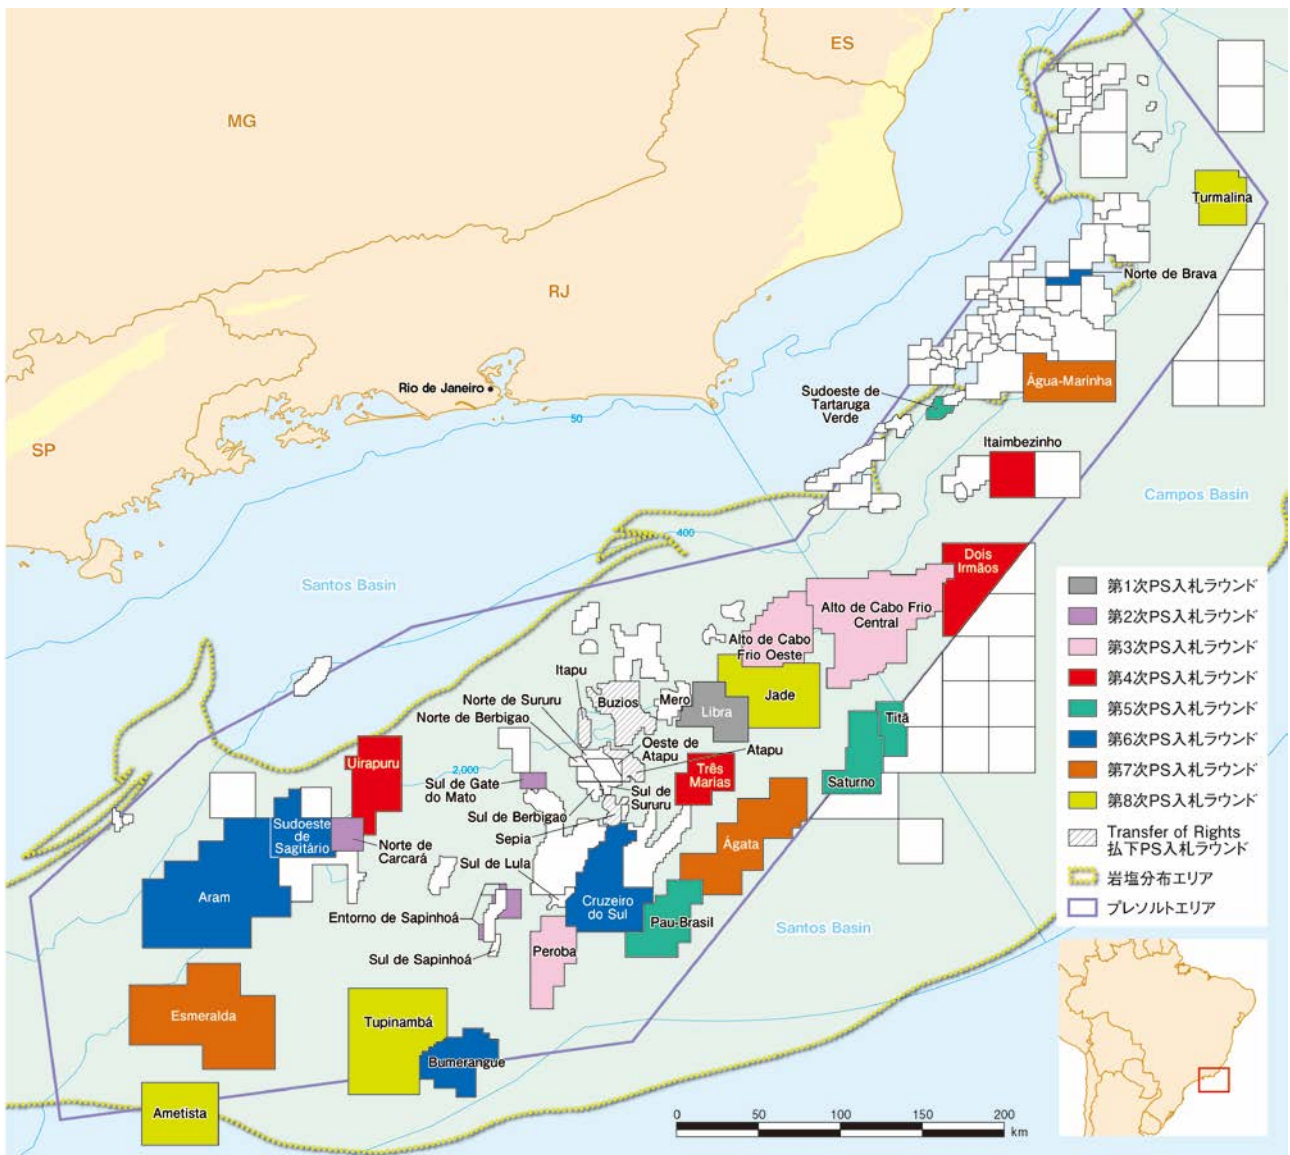 ES
MG
Turmalina
Norte de Brava
RJ
Rio de Janeiro
Água-Marinha
Sudoeste de
Tartaruga
Verde
50
SP
Itaimbezinho
Campos Basin
400
Santos Basin
Dois
Irmãos
Alto de Cabo Frio
Central
Alto de Cabo
Frio Oeste
Itapu
Norte de Sururu
Buzios
Mero
Jade
Libra
Norte de Berbigao
Titã
Oeste de
Atapu
Atapu
Uirapuru
2,000
Três
Marias
Sul de Gate
do Mato
Saturno
Sul de
Sururu
Sul de Berbigao
Sudoeste
de
Sagitário
Sepia
Norte de
Carcará
Ágata
Sul de Lula
Aram
Cruzeiro
do Sul
Entorno de Sapinhoá
Pau-Brasil
Santos Basin
Peroba
Sul de Sapinhoá
Esmeralda
Tupinambá
Bumerangue
Ametista
第1次PS入札ラウンド
第2次PS入札ラウンド
第3次PS入札ラウンド
第4次PS入札ラウンド
第5次PS入札ラウンド
第6次PS入札ラウンド
第7次PS入札ラウンド
第8次PS入札ラウンド
Transfer of Rights
払下PS入札ラウンド
岩塩分布エリア
プレソルトエリア
0 50 100 150 200
km